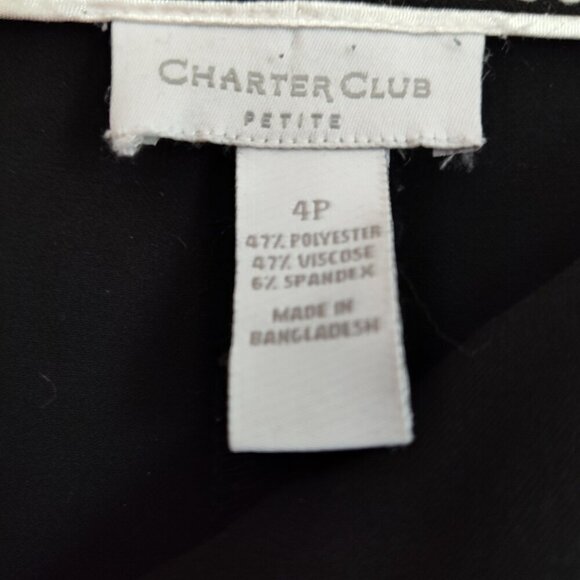 CHARTER CLUB
PETITE
4P
47% POLYESTER
47% VISCOSE
6% SPANDEX
MADE IN
BANGLADESH